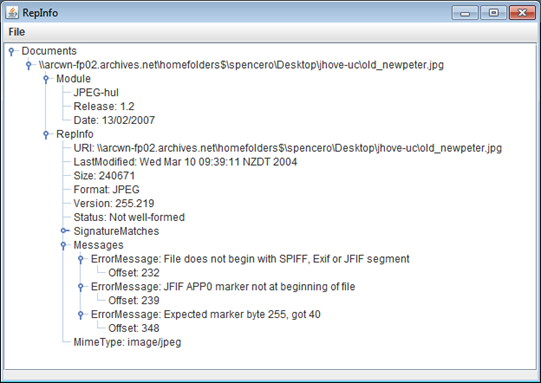 RepInfo
File
Documents
\\arcwn-fp02.archives.net\homefolders$\spencero\Desktop\jhove-uc\old_newpeter.jpg
Module
JPEG-hul
Release: 1.2
Date: 13/02/2007
RepInfo
URI: \\arcwn-fp02.archives.net\homefolders$\spencero\Desktop\jhove-uc\old_newpeter.jpg
LastModified: Wed Mar 10 09:39:11 NZDT 2004
Size: 240671
Format: JPEG
Version: 255.219
Status: Not well-formed
SignatureMatches
Messages
ErrorMessage: File does not begin with SPIFF, Exif or JFIF segment
Offset: 232
ErrorMessage: JFIF APP0 marker not at beginning of file
Offset: 239
ErrorMessage: Expected marker byte 255, got 40
Offset: 348
MimeType: image/jpeg